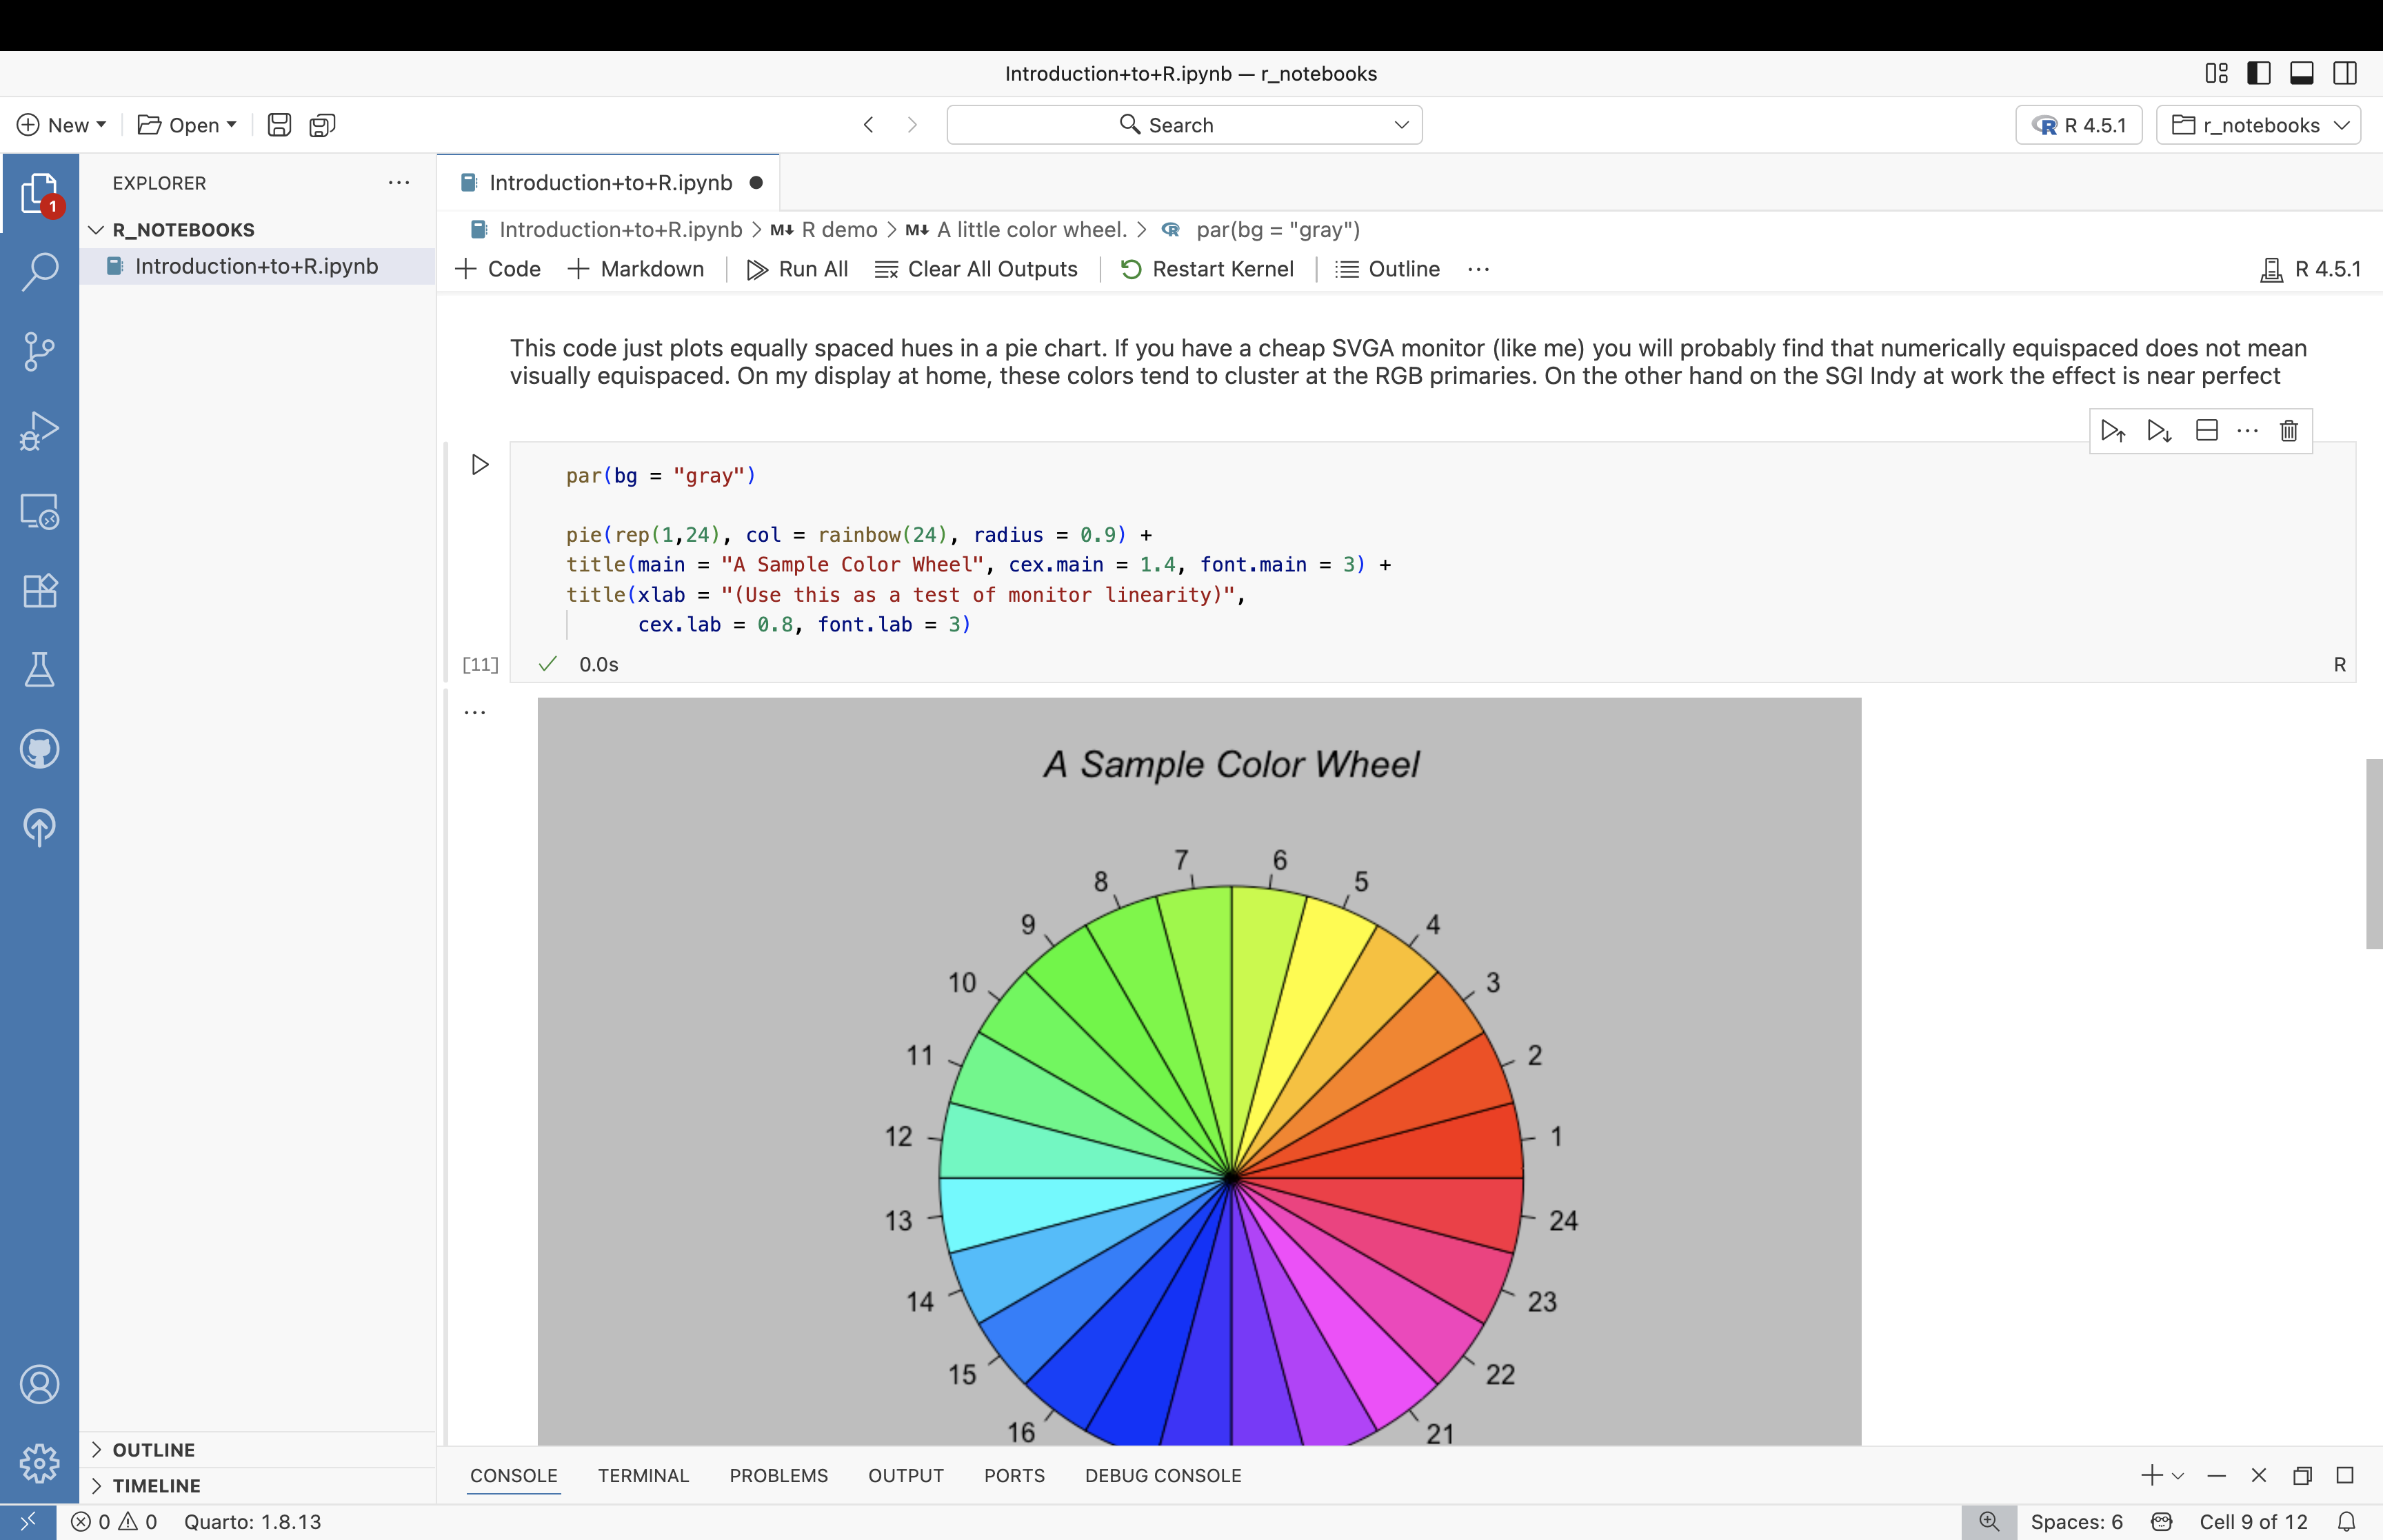 Introduction+to+R.ipynb — r_notebooks
New
Open
Search
R 4.5.1
r_notebooks
1
EXPLORER
R_NOTEBOOKS
Introduction+to+R.ipynb
Introduction+to+R.ipynb
Introduction+to+R.ipynb > M↓ R demo > M↓ A little color wheel. > par(bg = "gray")
Code
Markdown
Run All
Clear All Outputs
Restart Kernel
Outline
R 4.5.1
This code just plots equally spaced hues in a pie chart. If you have a cheap SVGA monitor (like me) you will probably find that numerically equispaced does not mean
visually equispaced. On my display at home, these colors tend to cluster at the RGB primaries. On the other hand on the SGI Indy at work the effect is near perfect
par(bg = "gray")
pie(rep(1,24), col = rainbow(24), radius = 0.9) +
title(main = "A Sample Color Wheel", cex.main = 1.4, font.main = 3) +
title(xlab = "(Use this as a test of monitor linearity)",
cex.lab = 0.8, font.lab = 3)
[11]
0.0s
R
A Sample Color Wheel
7
6
8
5
9
4
10
3
11
2
12
1
13
24
14
23
15
22
16
21
OUTLINE
TIMELINE
CONSOLE
TERMINAL
PROBLEMS
OUTPUT
PORTS
DEBUG CONSOLE
0
0
Quarto: 1.8.13
Spaces: 6
Cell 9 of 12